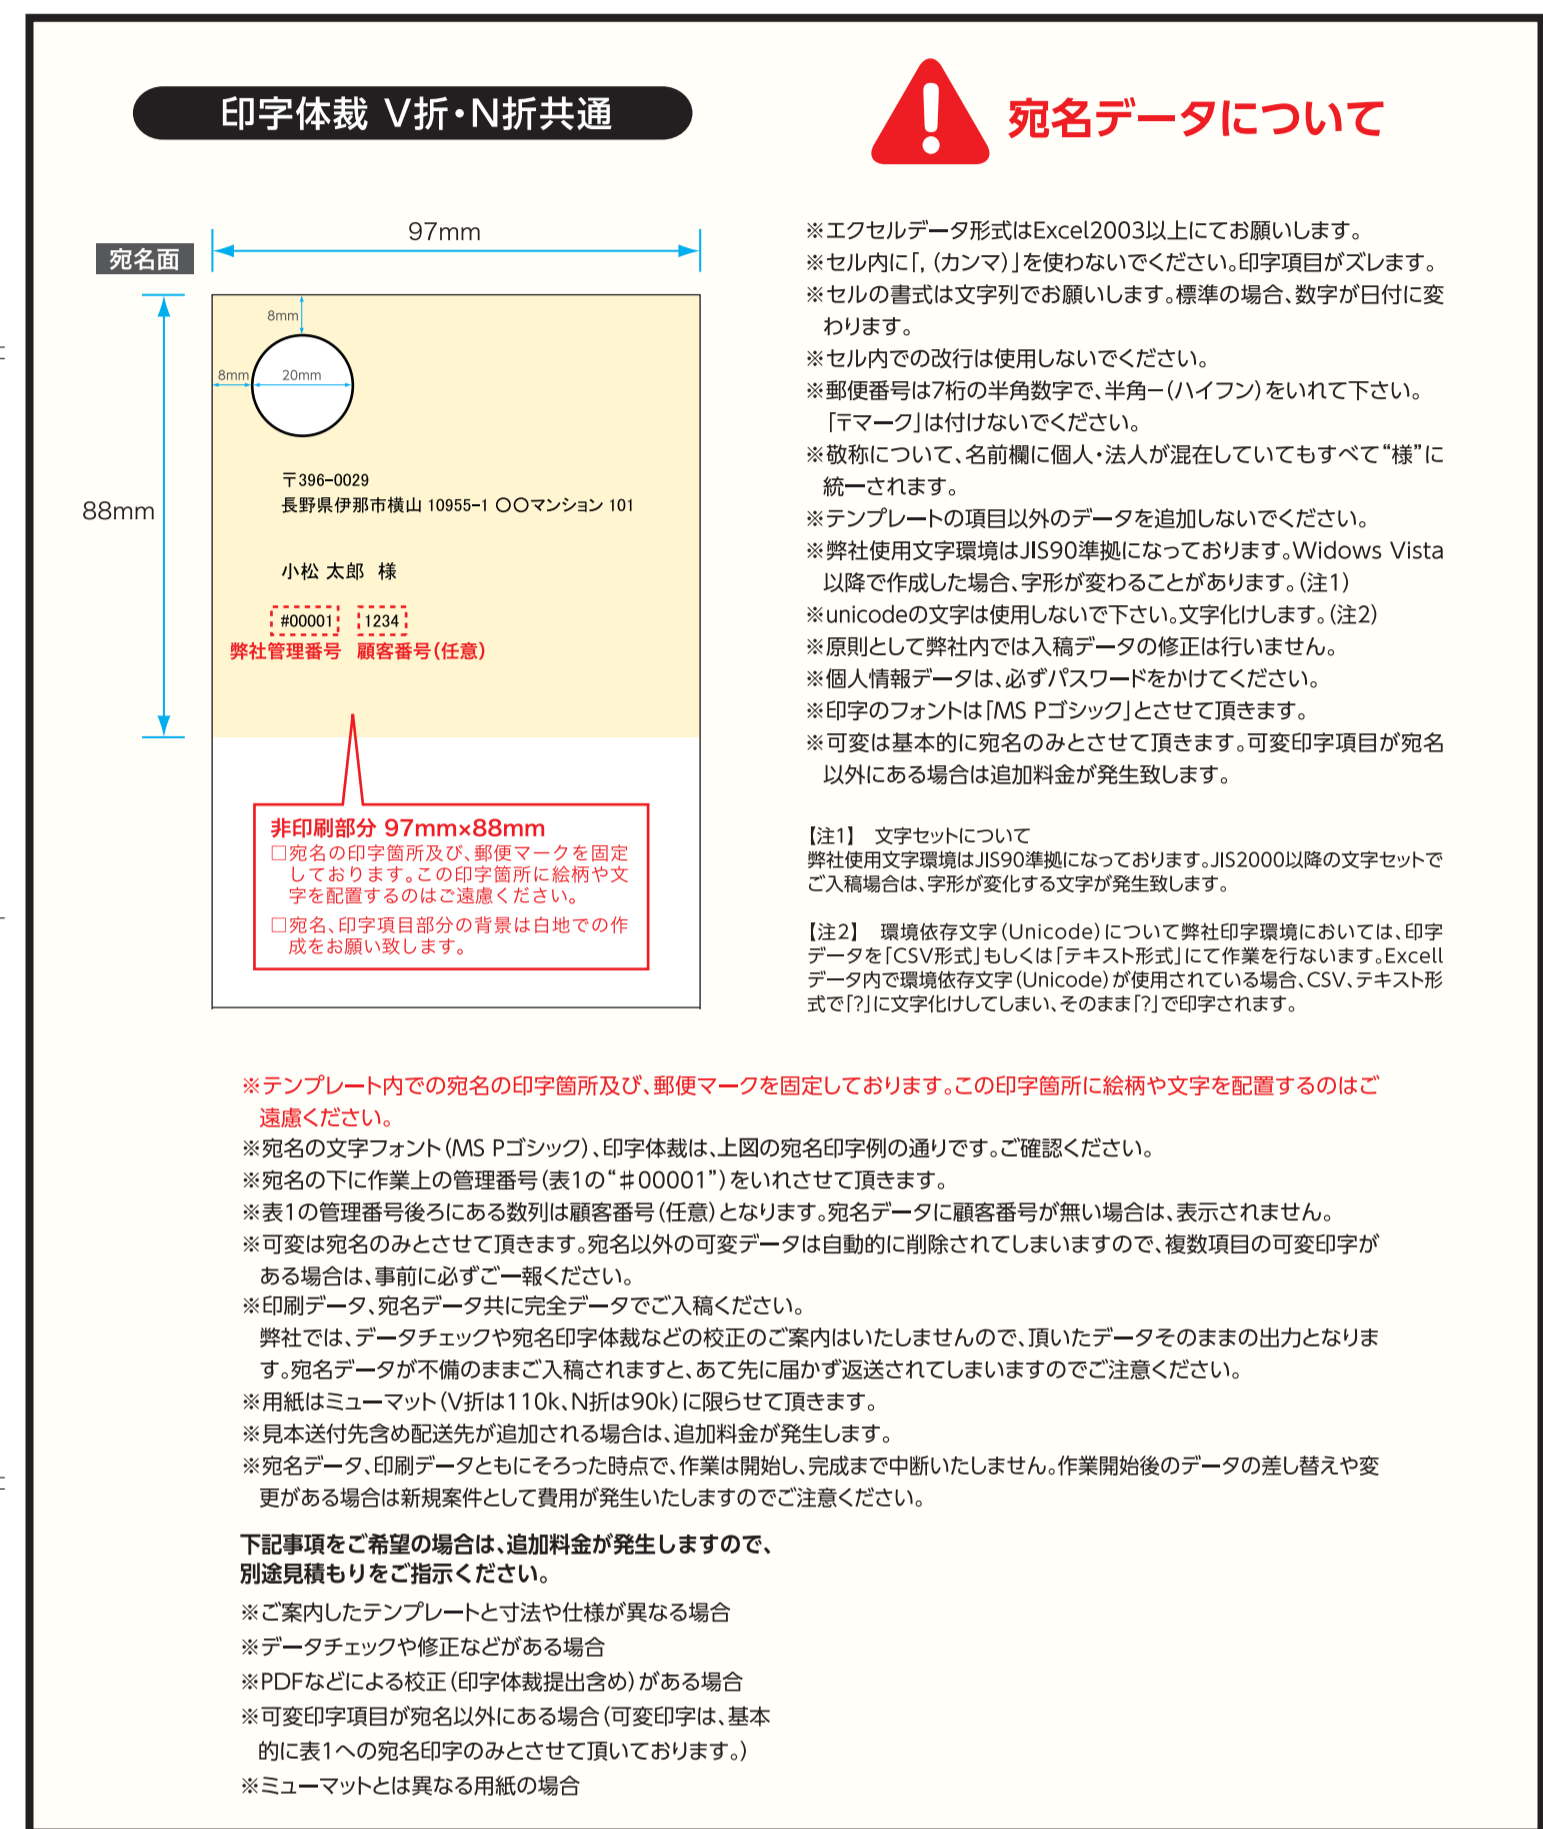 印字体裁 V折・N折共通
宛名データについて
97mm
宛名面
8mm
8mm
20mm
88mm
〒396-0029
長野県伊那市横山 10955-1 〇〇マンション 101
小松 太郎 様
#00001
1234
弊社管理番号 顧客番号(任意)
非印刷部分 97mm×88mm
□宛名の印字箇所及び、郵便マークを固定
しております。この印字箇所に絵柄や文
字を配置するのはご遠慮ください。
□宛名、印字項目部分の背景は白地での作
成をお願い致します。
※エクセルデータ形式はExcel2003以上にてお願いします。
※セル内に「，(カンマ)」を使わないでください。印字項目がズレます。
※セルの書式は文字列でお願いします。標準の場合、数字が日付に変
わります。
※セル内での改行は使用しないでください。
※郵便番号は7桁の半角数字で、半角−(ハイフン)をいれて下さい。
「〒マーク」は付けないでください。
※敬称について、名前欄に個人・法人が混在していてもすべて“様”に
統一されます。
※テンプレートの項目以外のデータを追加しないでください。
※弊社使用文字環境はJIS90準拠になっております。Widows Vista
以降で作成した場合、字形が変わることがあります。(注1)
※unicodeの文字は使用しないで下さい。文字化けします。(注2)
※原則として弊社内では入稿データの修正は行いません。
※個人情報データは、必ずパスワードをかけてください。
※印字のフォントは「MS Pゴシック」とさせて頂きます。
※可変は基本的に宛名のみとさせて頂きます。可変印字項目が宛名
以外にある場合は追加料金が発生致します。
【注1】 文字セットについて
弊社使用文字環境はJIS90準拠になっております。JIS2000以降の文字セットで
ご入稿場合は、字形が変化する文字が発生致します。
【注2】 環境依存文字(Unicode)について弊社印字環境においては、印字
データを「CSV形式」もしくは「テキスト形式」にて作業を行ないます。Excell
データ内で環境依存文字(Unicode)が使用されている場合、CSV、テキスト形
式で「?」に文字化けしてしまい、そのまま「?」で印字されます。
※テンプレート内での宛名の印字箇所及び、郵便マークを固定しております。この印字箇所に絵柄や文字を配置するのはご
遠慮ください。
※宛名の文字フォント(MS Pゴシック)、印字体裁は、上図の宛名印字例の通りです。ご確認ください。
※宛名の下に作業上の管理番号(表1の“♯00001”)をいれさせて頂きます。
※表1の管理番号後ろにある数列は顧客番号(任意)となります。宛名データに顧客番号が無い場合は、表示されません。
※可変は宛名のみとさせて頂きます。宛名以外の可変データは自動的に削除されてしまいますので、複数項目の可変印字が
ある場合は、事前に必ずご一報ください。
※印刷データ、宛名データ共に完全データでご入稿ください。
弊社では、データチェックや宛名印字体裁などの校正のご案内はいたしませんので、頂いたデータそのままの出力となりま
す。宛名データが不備のままご入稿されますと、あて先に届かず返送されてしまいますのでご注意ください。
※用紙はミューマット(V折は110k、N折は90k)に限らせて頂きます。
※見本送付先含め配送先が追加される場合は、追加料金が発生します。
※宛名データ、印刷データともにそろった時点で、作業は開始し、完成まで中断いたしません。作業開始後のデータの差し替えや変
更がある場合は新規案件として費用が発生いたしますのでご注意ください。
下記事項をご希望の場合は、追加料金が発生しますので、
別途見積もりをご指示ください。
※ご案内したテンプレートと寸法や仕様が異なる場合
※データチェックや修正などがある場合
※PDFなどによる校正(印字体裁提出含め)がある場合
※可変印字項目が宛名以外にある場合(可変印字は、基本
的に表1への宛名印字のみとさせて頂いております。)
※ミューマットとは異なる用紙の場合